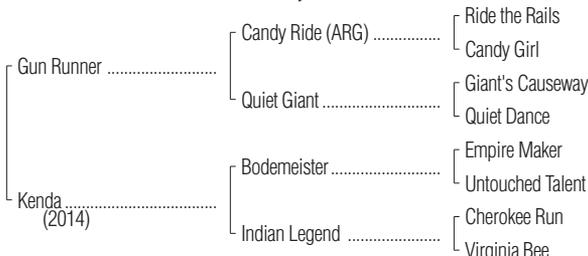 Ride the Rails
Candy Ride (ARG) ................
Candy Girl
Gun Runner ..........................
Giant's Causeway
Quiet Giant ............................
Quiet Dance
Empire Maker
Bodemeister ..........................
Untouched Talent
Kenda ....................................
(2014)
Cherokee Run
Indian Legend ......................
Virginia Bee